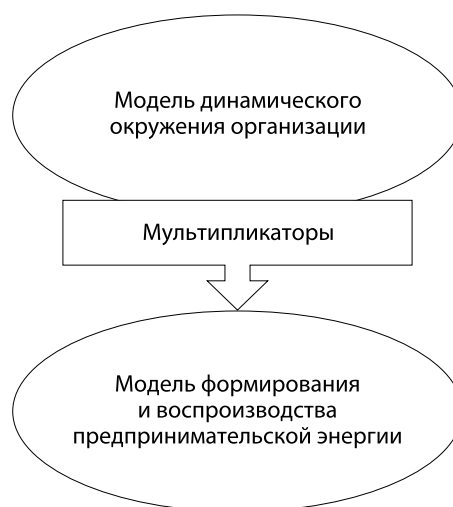 Модель динамического
окружения организации
Мультипликаторы
Модель формирования
и воспроизводства
предпринимательской энергии